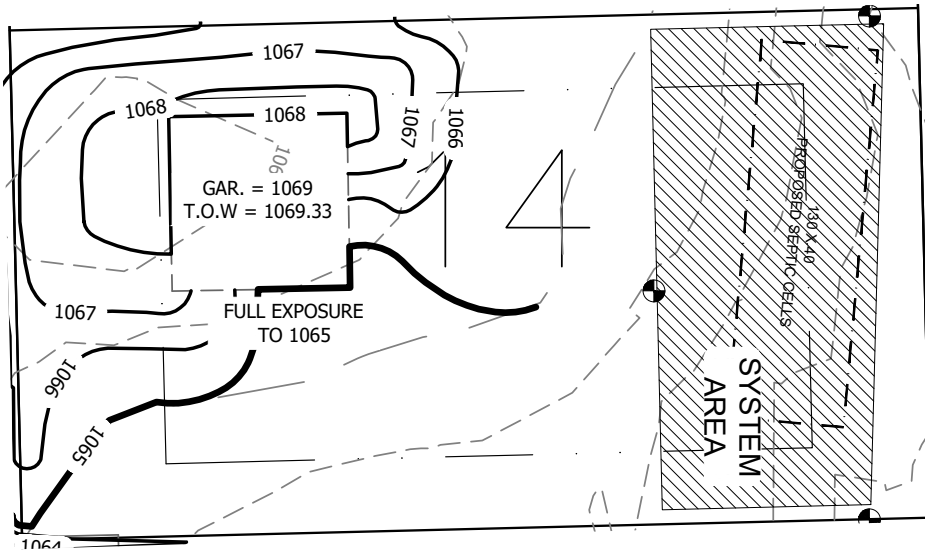 1067
1068
1068
1067
1066
106
GAR. = 1069
T.O.W = 1069.33
14
130 X 40
PROPOSED SEPTIC CELLS
1067
FULL EXPOSURE
TO 1065
1066
1065
SYSTEM
AREA
1064